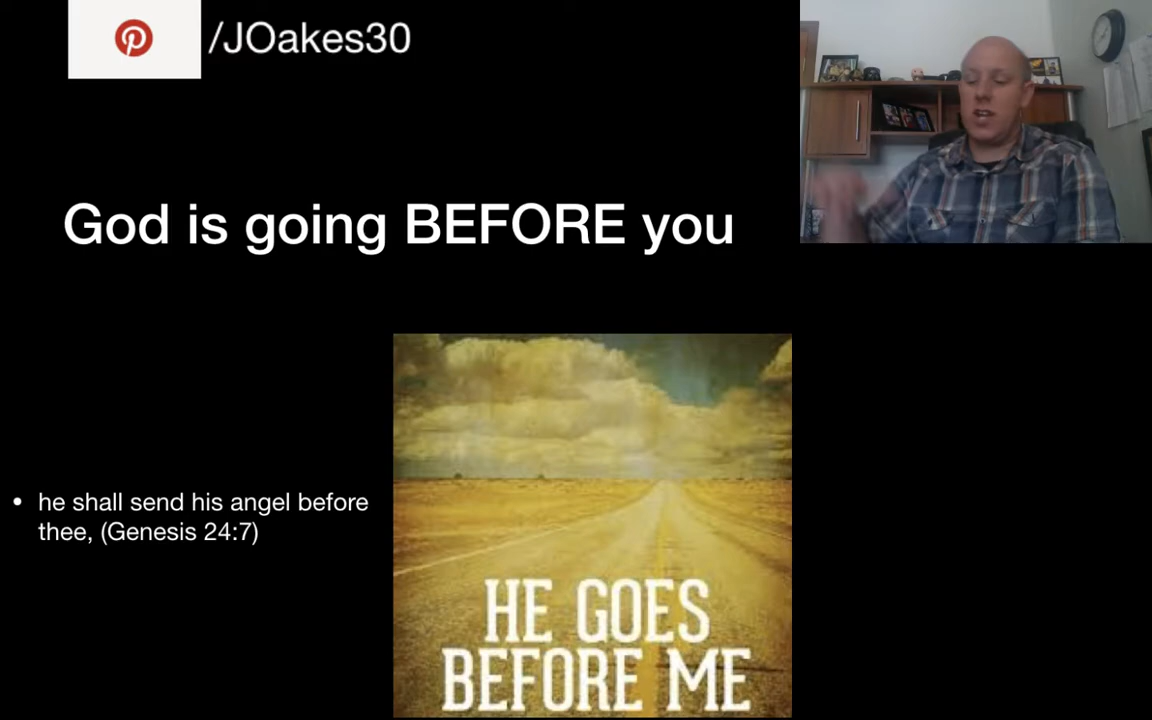 /JOakes30
God is going BEFORE you
• he shall send his angel before
thee, (Genesis 24:7)
HE GOES
BEFORE ME